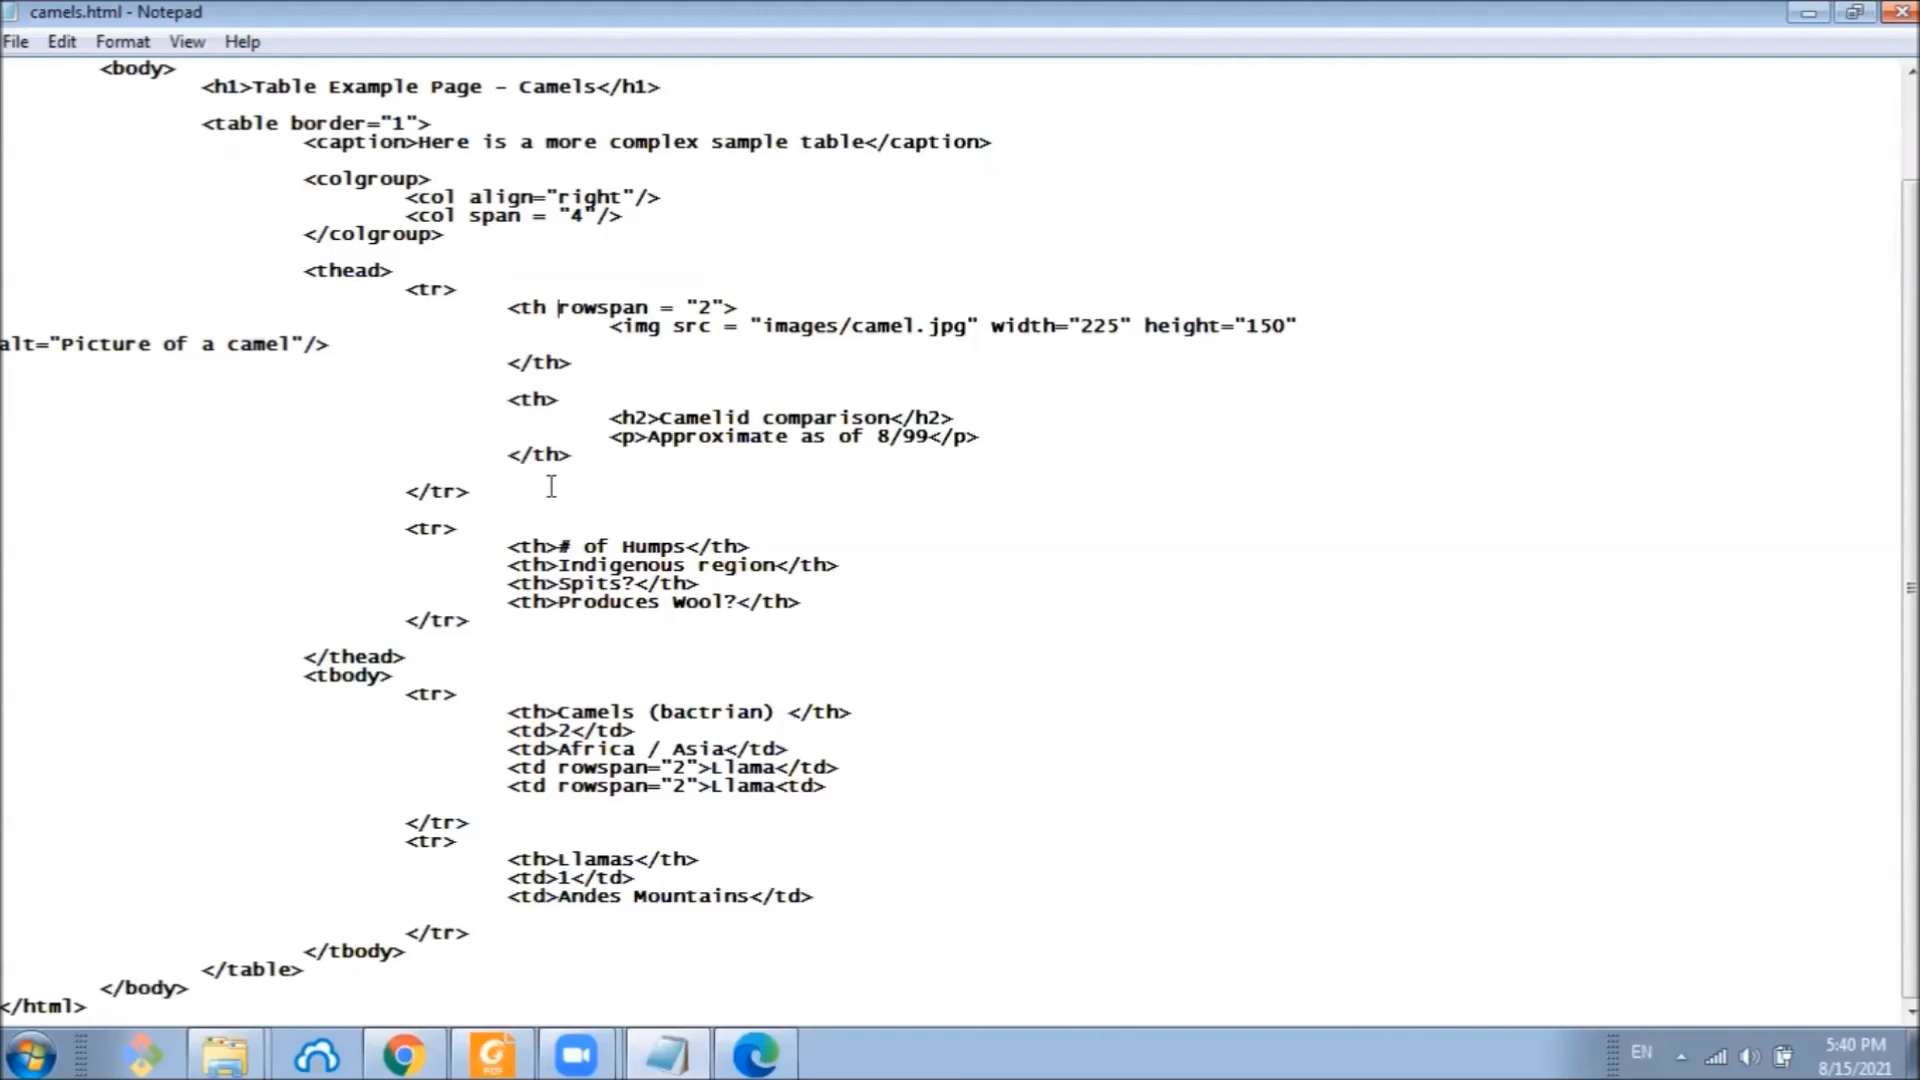 camels.html - Notepad
File Edit Format View Help
<body>
<h1>Table Example Page - Camels</h1>
<table border="1">
<caption>Here is a more complex sample table</caption>
<colgroup>
<col align="right"/>
<col span = "4"/>
</colgroup>
<thead>
<tr>
<th rowspan = "2">
<img src = "images/camel.jpg" width="225" height="150"
alt="Picture of a camel"/>
</th>
<th>
<h2>Camelid comparison</h2>
<p>Approximate as of 8/99</p>
</th>
</tr>
<tr>
<th># of Humps</th>
<th>Indigenous region</th>
<th>Spits?</th>
<th>Produces Wool?</th>
</tr>
</thead>
<tbody>
<tr>
<th>Camels (bactrian) </th>
<td>2</td>
<td>Africa / Asia</td>
<td rowspan="2">Llama</td>
<td rowspan="2">Llama<td>
</tr>
<tr>
<th>Llamas</th>
<td>1</td>
<td>Andes Mountains</td>
</tr>
</tbody>
</table>
</body>
</html>
PDF
EN
5:40 PM
8/15/2021